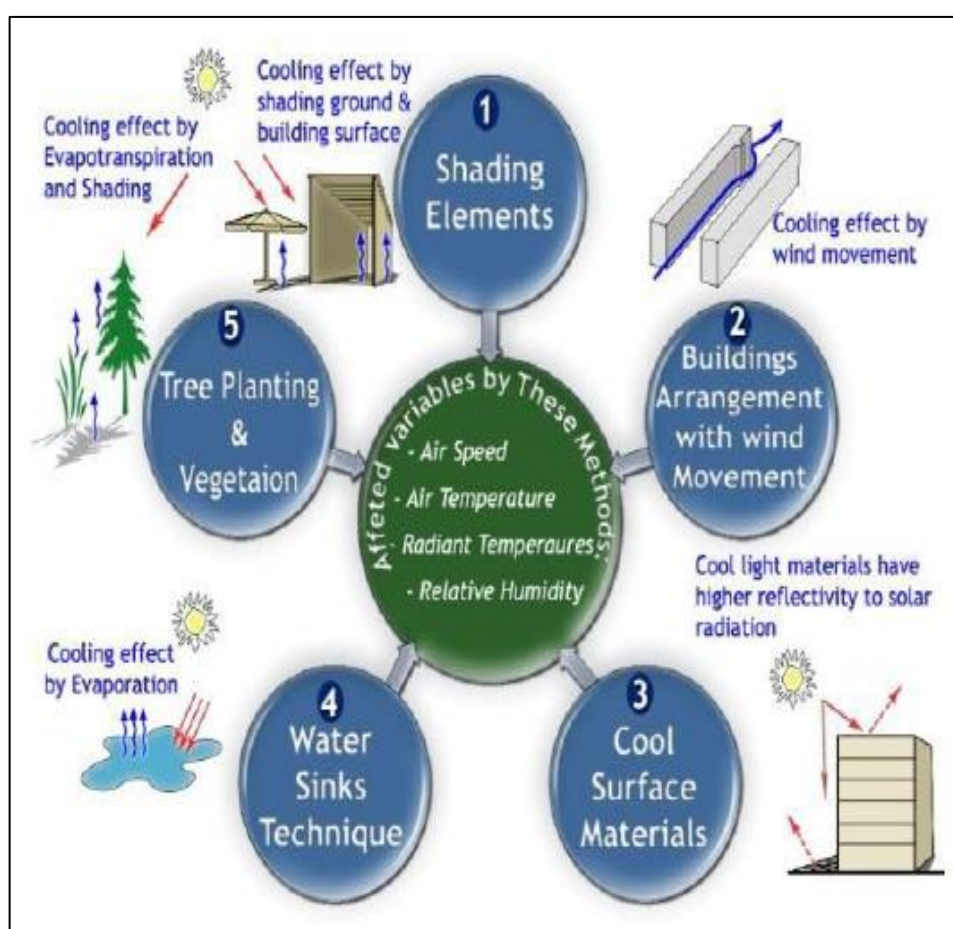 Cooling effect by
shading ground &
building surface
Cooling effect by
Evapotranspiration
and Shading
1
Shading
Elements
Cooling effect by
wind movement
2
Buildings
Arrangement
with wind
Movement
5
Tree Planting
&
Vegetaion
Affeted variables by These Methods:
- Air Speed
- Air Temperature
- Radiant Temperaures
- Relative Humidity
Cool light materials have
higher reflectivity to solar
radiation
3
Cool
Surface
Materials
Cooling effect
by Evaporation
4
Water
Sinks
Technique